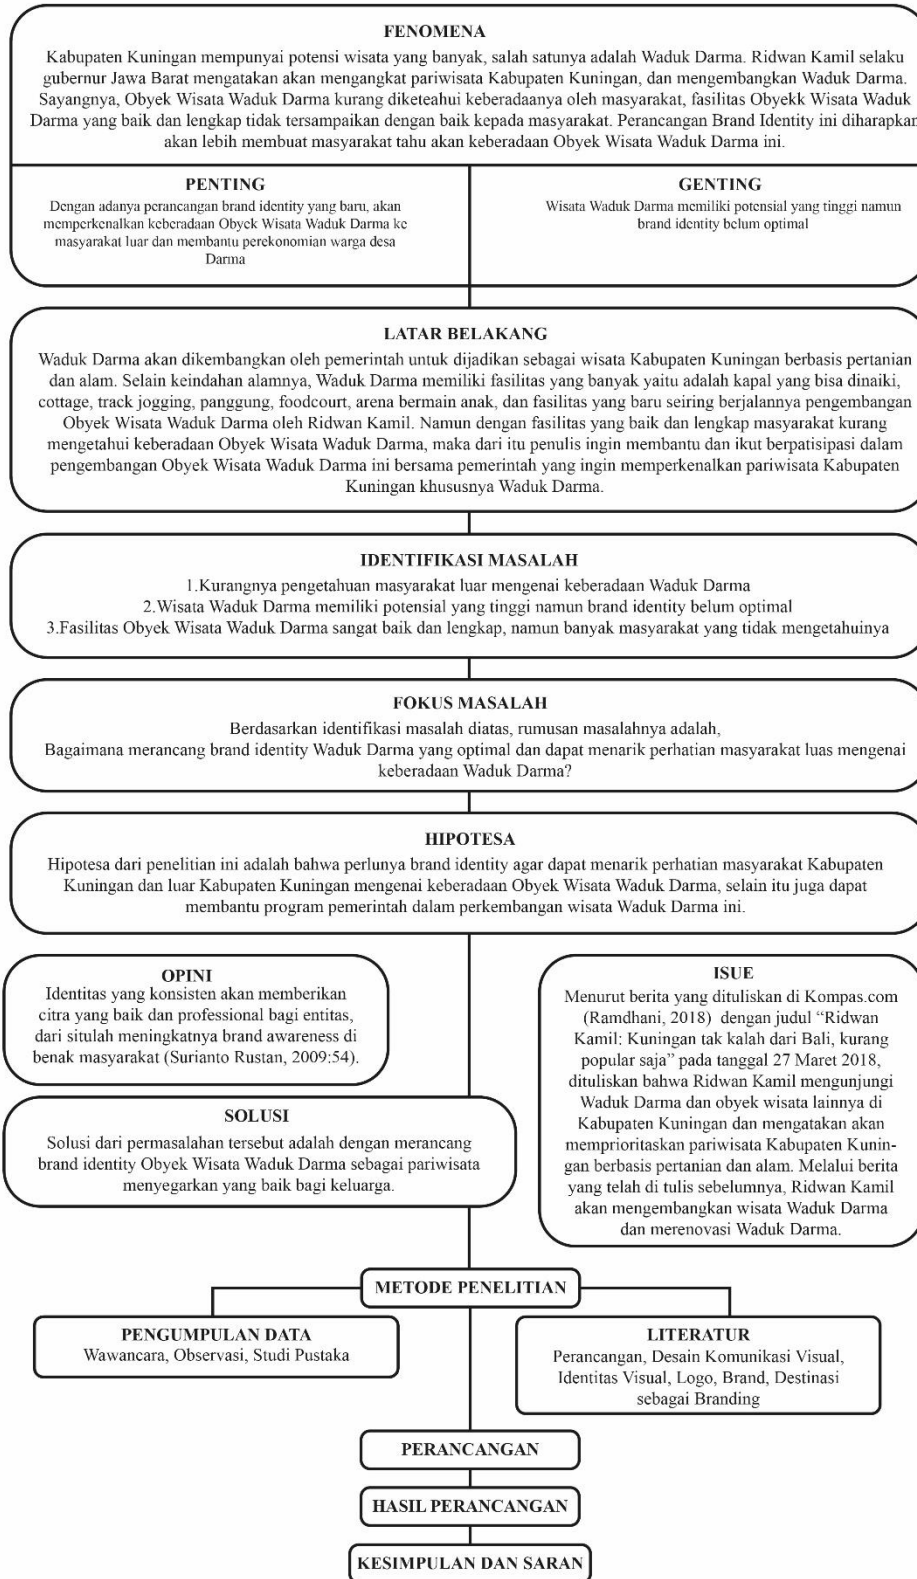 FENOMENA
Kabupaten Kuningan mempunyai potensi wisata yang banyak, salah satunya adalah Waduk Darma. Ridwan Kamil selaku
gubernur Jawa Barat mengatakan akan mengangkat pariwisata Kabupaten Kuningan, dan mengembangkan Waduk Darma.
Sayangnya, Obyek Wisata Waduk Darma kurang diketeahui keberadaanya oleh masyarakat, fasilitas Obyekk Wisata Waduk
Darma yang baik dan lengkap tidak tersampaikan dengan baik kepada masyarakat. Perancangan Brand Identity ini diharapkan
akan lebih membuat masyarakat tahu akan keberadaan Obyek Wisata Waduk Darma ini.
PENTING
Dengan adanya perancangan brand identity yang baru, akan
memperkenalkan keberadaan Obyek Wisata Waduk Darma ke
masyarakat luar dan membantu perekonomian warga desa
Darma
GENTING
Wisata Waduk Darma memiliki potensial yang tinggi namun
brand identity belum optimal
LATAR BELAKANG
Waduk Darma akan dikembangkan oleh pemerintah untuk dijadikan sebagai wisata Kabupaten Kuningan berbasis pertanian
dan alam. Selain keindahan alamnya, Waduk Darma memiliki fasilitas yang banyak yaitu adalah kapal yang bisa dinaiki,
cottage, track jogging, panggung, foodcourt, arena bermain anak, dan fasilitas yang baru seiring berjalannya pengembangan
Obyek Wisata Waduk Darma oleh Ridwan Kamil. Namun dengan fasilitas yang baik dan lengkap masyarakat kurang
mengetahui keberadaan Obyek Wisata Waduk Darma, maka dari itu penulis ingin membantu dan ikut berpatisipasi dalam
pengembangan Obyek Wisata Waduk Darma ini bersama pemerintah yang ingin memperkenalkan pariwisata Kabupaten
Kuningan khususnya Waduk Darma.
IDENTIFIKASI MASALAH
1.Kurangnya pengetahuan masyarakat luar mengenai keberadaan Waduk Darma
2.Wisata Waduk Darma memiliki potensial yang tinggi namun brand identity belum optimal
3.Fasilitas Obyek Wisata Waduk Darma sangat baik dan lengkap, namun banyak masyarakat yang tidak mengetahuinya
FOKUS MASALAH
Berdasarkan identifikasi masalah diatas, rumusan masalahnya adalah,
Bagaimana merancang brand identity Waduk Darma yang optimal dan dapat menarik perhatian masyarakat luas mengenai
keberadaan Waduk Darma?
HIPOTESA
Hipotesa dari penelitian ini adalah bahwa perlunya brand identity agar dapat menarik perhatian masyarakat Kabupaten
Kuningan dan luar Kabupaten Kuningan mengenai keberadaan Obyek Wisata Waduk Darma, selain itu juga dapat
membantu program pemerintah dalam perkembangan wisata Waduk Darma ini.
OPINI
Identitas yang konsisten akan memberikan
citra yang baik dan professional bagi entitas,
dari situlah meningkatnya brand awareness di
benak masyarakat (Surianto Rustan, 2009:54).
SOLUSI
Solusi dari permasalahan tersebut adalah dengan merancang
brand identity Obyek Wisata Waduk Darma sebagai pariwisata
menyegarkan yang baik bagi keluarga.
ISUE
Menurut berita yang dituliskan di Kompas.com
(Ramdhani, 2018) dengan judul “Ridwan
Kamil: Kuningan tak kalah dari Bali, kurang
popular saja” pada tanggal 27 Maret 2018,
dituliskan bahwa Ridwan Kamil mengunjungi
Waduk Darma dan obyek wisata lainnya di
Kabupaten Kuningan dan mengatakan akan
memprioritaskan pariwisata Kabupaten Kunin-
gan berbasis pertanian dan alam. Melalui berita
yang telah di tulis sebelumnya, Ridwan Kamil
akan mengembangkan wisata Waduk Darma
dan merenovasi Waduk Darma.
METODE PENELITIAN
PENGUMPULAN DATA
Wawancara, Observasi, Studi Pustaka
LITERATUR
Perancangan, Desain Komunikasi Visual,
Identitas Visual, Logo, Brand, Destinasi
sebagai Branding
PERANCANGAN
HASIL PERANCANGAN
KESIMPULAN DAN SARAN